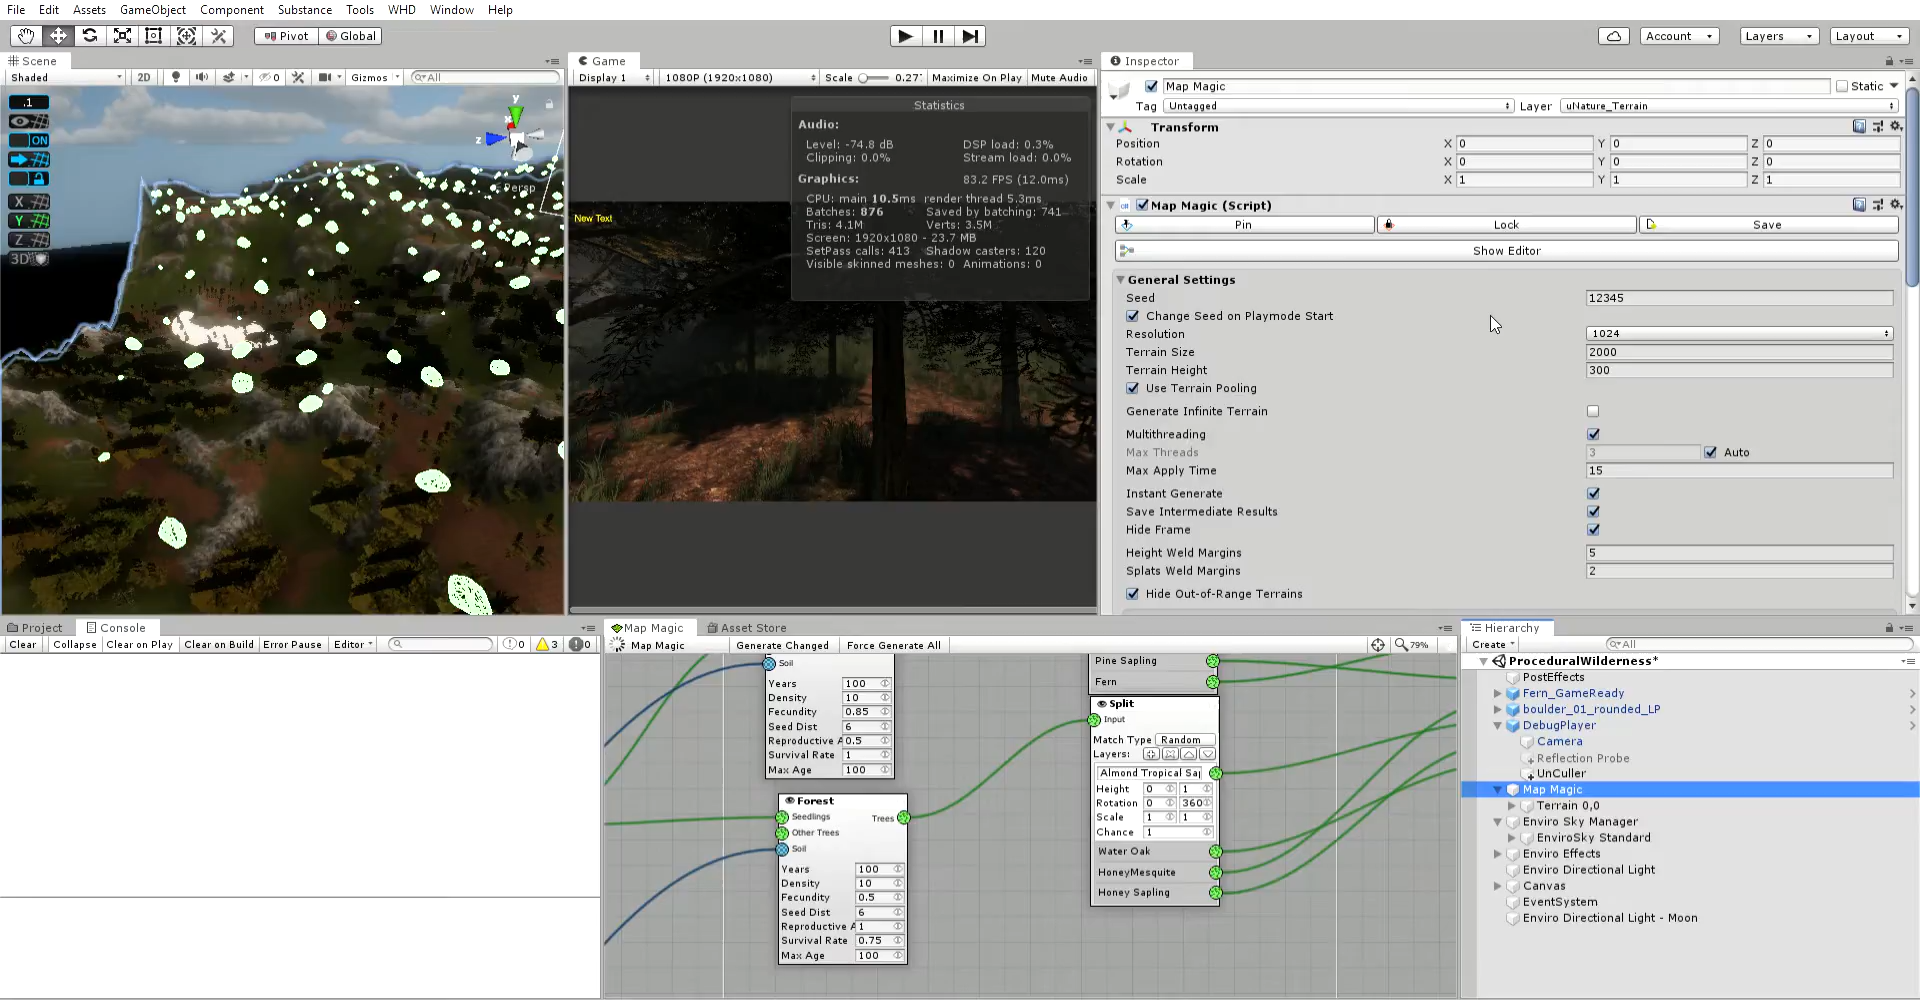 File Edit Assets GameObject Component Substance Tools WHD Window Help
Pivot Global Account Layers Layout
Scene
Shaded 2D 0 Gizmos All
.1
ON
X
Y
Z
3D
y
x
z
Persp
Game
Display 1 1080P (1920x1080) Scale 0.27 Maximize On Play Mute Audio
New Text
Statistics
Audio:
Level: -74.8 dB DSP load: 0.3%
Clipping: 0.0% Stream load: 0.0%
Graphics: 83.2 FPS (12.0ms)
CPU: main 10.5ms render thread 5.3ms
Batches: 876 Saved by batching: 741
Tris: 4.1M Verts: 3.5M
Screen: 1920x1080 - 23.7 MB
SetPass calls: 413 Shadow casters: 120
Visible skinned meshes: 0 Animations: 0
Inspector
Map Magic Static
Tag Untagged Layer uNature_Terrain
Transform
Position X 0 Y 0 Z 0
Rotation X 0 Y 0 Z 0
Scale X 1 Y 1 Z 1
Map Magic (Script)
Pin Lock Save
Show Editor
General Settings
Seed 12345
Change Seed on Playmode Start
Resolution 1024
Terrain Size 2000
Terrain Height 300
Use Terrain Pooling
Generate Infinite Terrain
Multithreading
Max Threads 3 Auto
Max Apply Time 15
Instant Generate
Save Intermediate Results
Hide Frame
Height Weld Margins 5
Splats Weld Margins 2
Hide Out-of-Range Terrains
Project Console
Clear Collapse Clear on Play Clear on Build Error Pause Editor 0 3 0
Map Magic Asset Store
Map Magic Generate Changed Force Generate All 79%
Soil
Years 100
Density 10
Fecundity 0.85
Seed Dist 6
Reproductive A 0.5
Survival Rate 1
Max Age 100
Forest
Seedlings Trees
Other Trees
Soil
Years 100
Density 10
Fecundity 0.5
Seed Dist 6
Reproductive A 1
Survival Rate 0.75
Max Age 100
Pine Sapling
Fern
Split
Input
Match Type Random
Layers:
Almond Tropical Sap
Height 0 1
Rotation 0 360
Scale 1 1
Chance 1
Water Oak
HoneyMesquite
Honey Sapling
Hierarchy
Create All
ProceduralWilderness*
PostEffects
Fern_GameReady
boulder_01_rounded_LP
DebugPlayer
Camera
Reflection Probe
UnCuller
Map Magic
Terrain 0,0
Enviro Sky Manager
EnviroSky Standard
Enviro Effects
Enviro Directional Light
Canvas
EventSystem
Enviro Directional Light - Moon